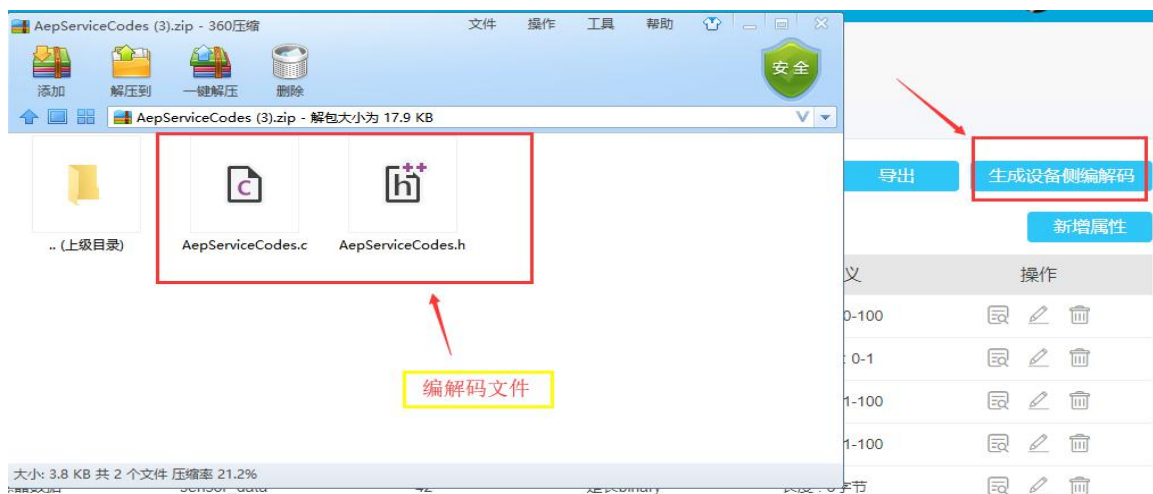 AepServiceCodes (3).zip - 360压缩
文件 操作 工具 帮助
添加 解压到 一键解压 删除
安全
AepServiceCodes (3).zip - 解包大小为 17.9 KB
导出 生成设备侧编解码
c h++
.. (上级目录) AepServiceCodes.c AepServiceCodes.h
新增属性
义 操作
0-100
: 0-1
编解码文件
1-100
1-100
大小: 3.8 KB 共 2 个文件 压缩率 21.2%
sensor_data